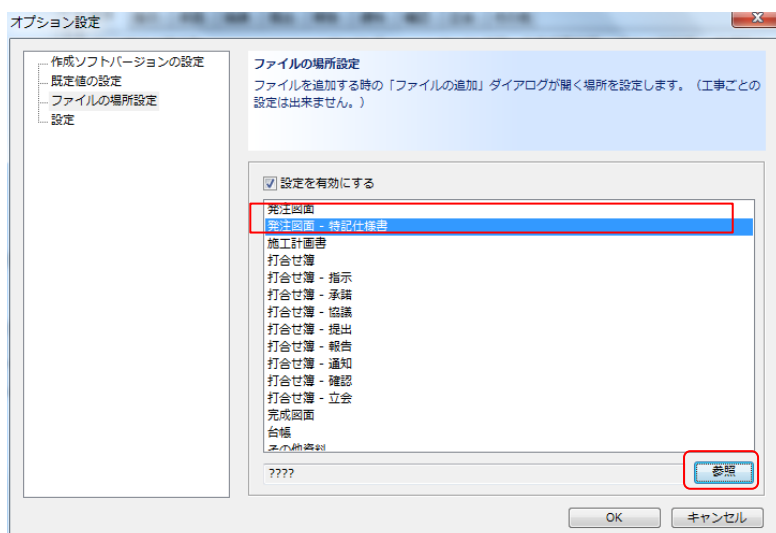 オプション設定
作成ソフトバージョンの設定
既定値の設定
ファイルの場所設定
設定
ファイルの場所設定
ファイルを追加する時の「ファイルの追加」ダイアログが開く場所を設定します。（工事ごとの
設定は出来ません。）
設定を有効にする
発注図面
発注図面 - 特記仕様書
施工計画書
打合せ簿
打合せ簿 - 指示
打合せ簿 - 承諾
打合せ簿 - 協議
打合せ簿 - 提出
打合せ簿 - 報告
打合せ簿 - 通知
打合せ簿 - 確認
打合せ簿 - 立会
完成図面
台帳
その他資料
????
参照
OK
キャンセル